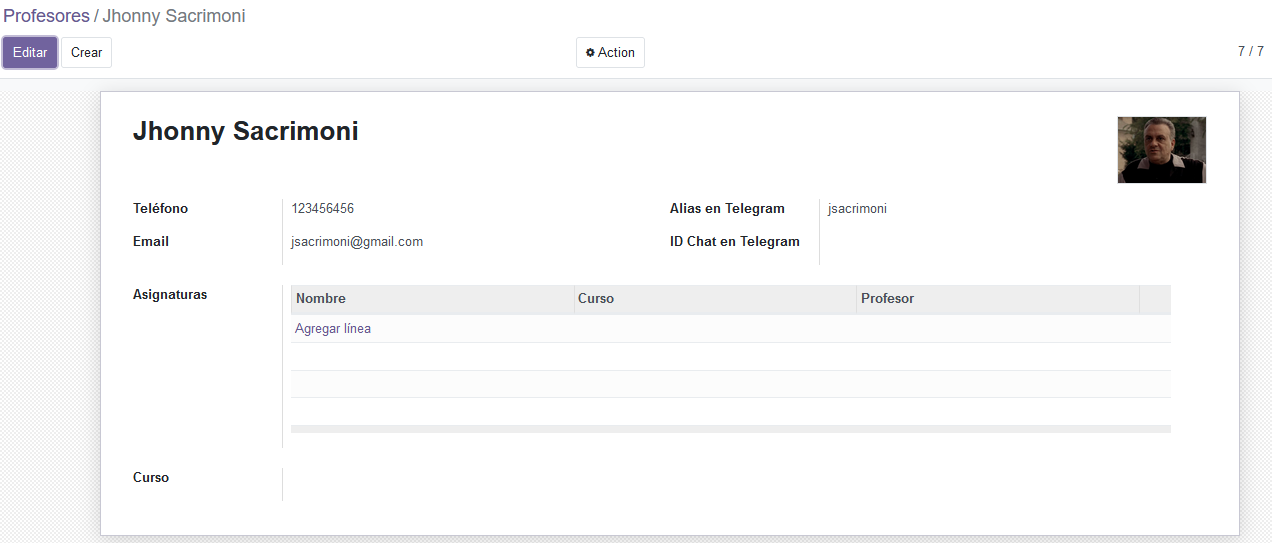 Profesores / Jhonny Sacrimoni
Editar Crear Action 7 / 7
Jhonny Sacrimoni
Teléfono 123456456 Alias en Telegram jsacrimoni
Email jsacrimoni@gmail.com ID Chat en Telegram
Asignaturas Nombre Curso Profesor
Agregar línea
Curso